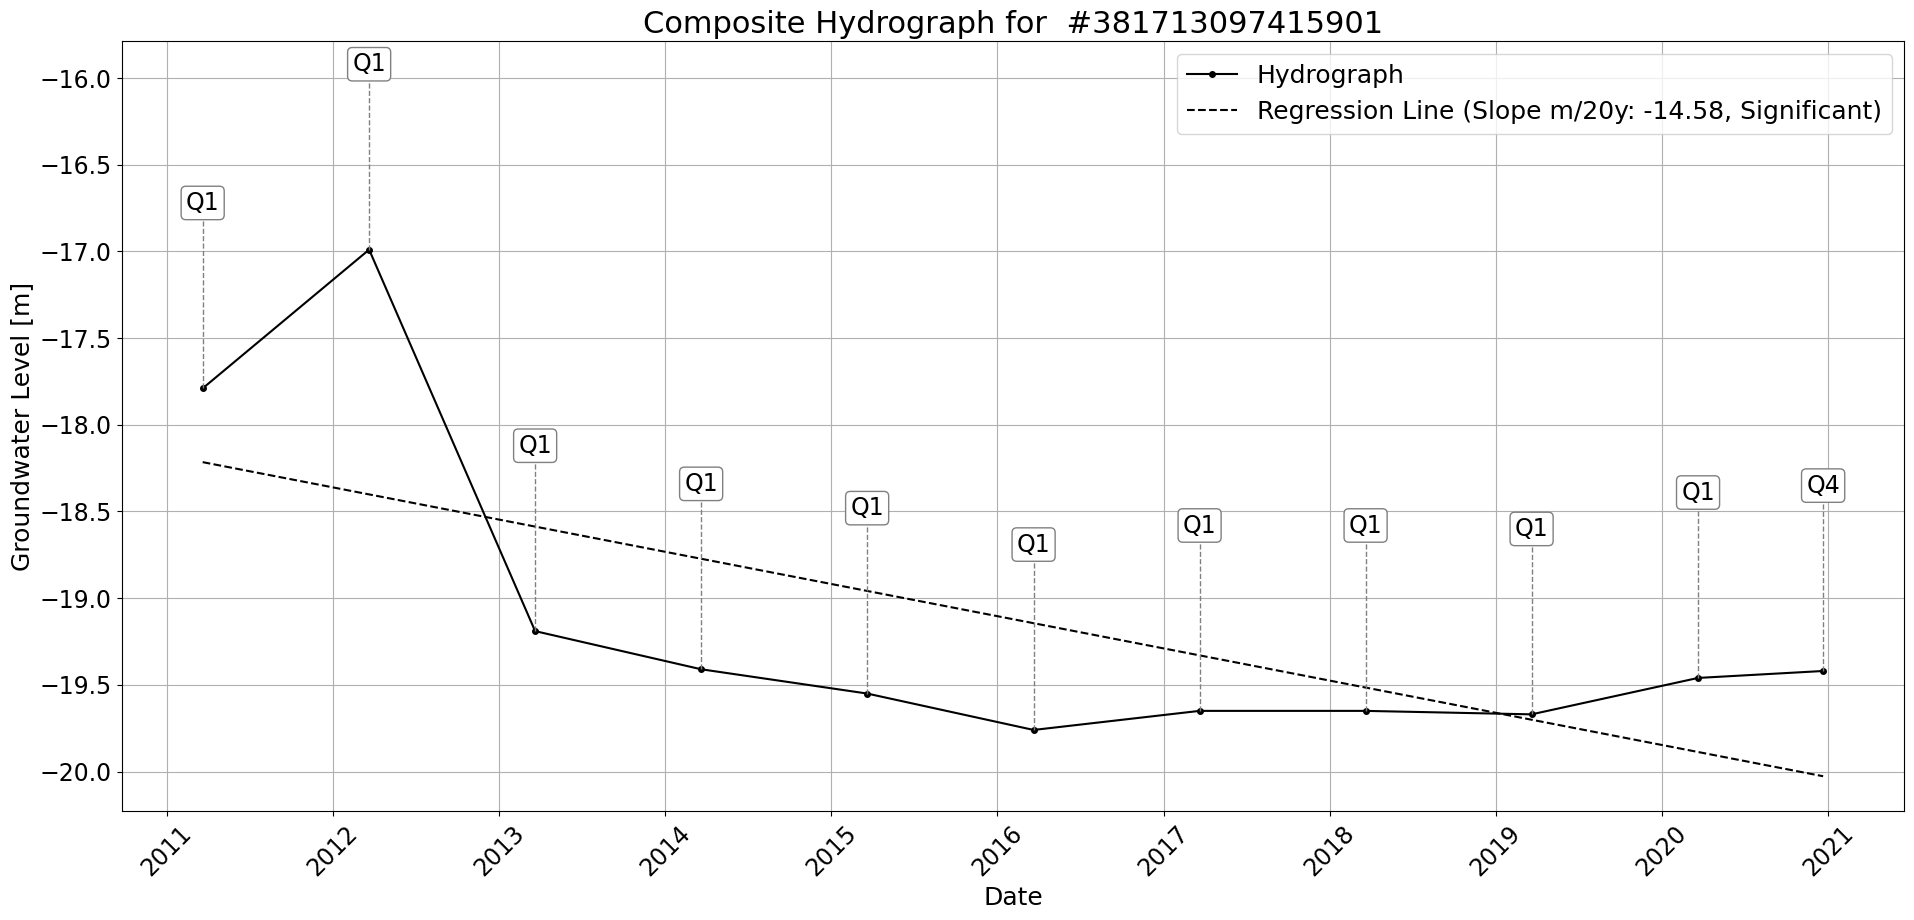 Composite Hydrograph for  #381713097415901
Hydrograph
Regression Line (Slope m/20y: -14.58, Significant)
Groundwater Level [m]
−16.0
−16.5
−17.0
−17.5
−18.0
−18.5
−19.0
−19.5
−20.0
Q1
Q1
Q1
Q1
Q1
Q1
Q1
Q1
Q1
Q1
Q4
2011
2012
2013
2014
2015
2016
2017
2018
2019
2020
2021
Date